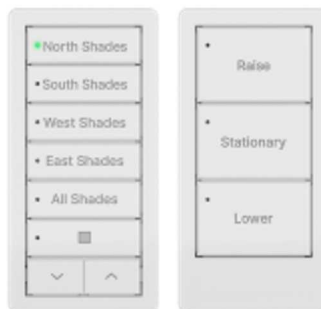 North Shades
South Shades
West Shades
East Shades
All Shades
Raise
Stationary
Lower